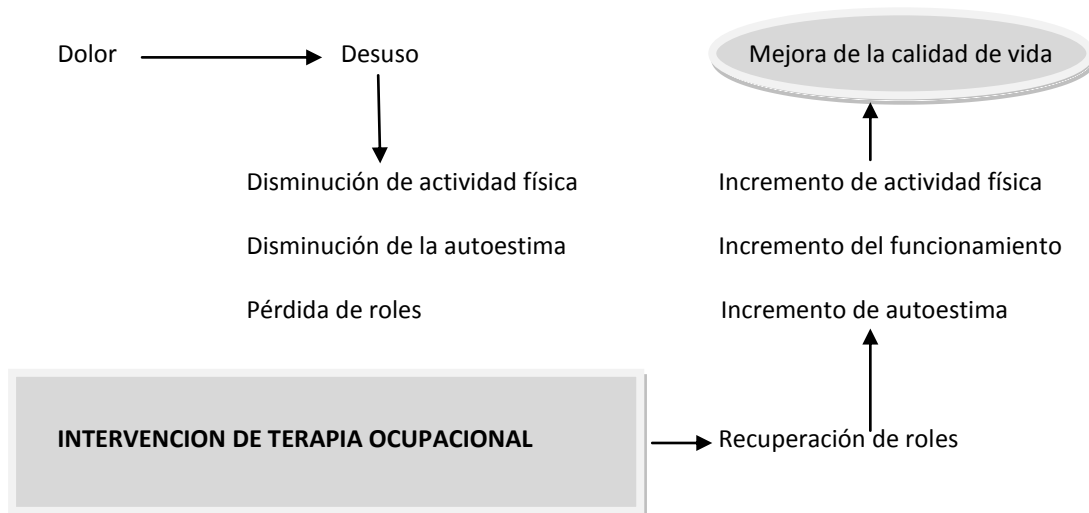 Dolor
Desuso
Disminución de actividad física
Disminución de la autoestima
Pérdida de roles
INTERVENCION DE TERAPIA OCUPACIONAL
Recuperación de roles
Incremento de autoestima
Incremento del funcionamiento
Incremento de actividad física
Mejora de la calidad de vida